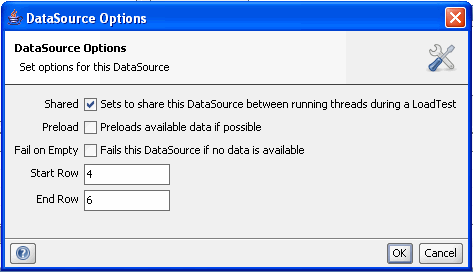 DataSource Options
DataSource Options
Set options for this DataSource
Shared Sets to share this DataSource between running threads during a LoadTest
Preload Preloads available data if possible
Fail on Empty Fails this DataSource if no data is available
Start Row 4
End Row 6
? OK Cancel